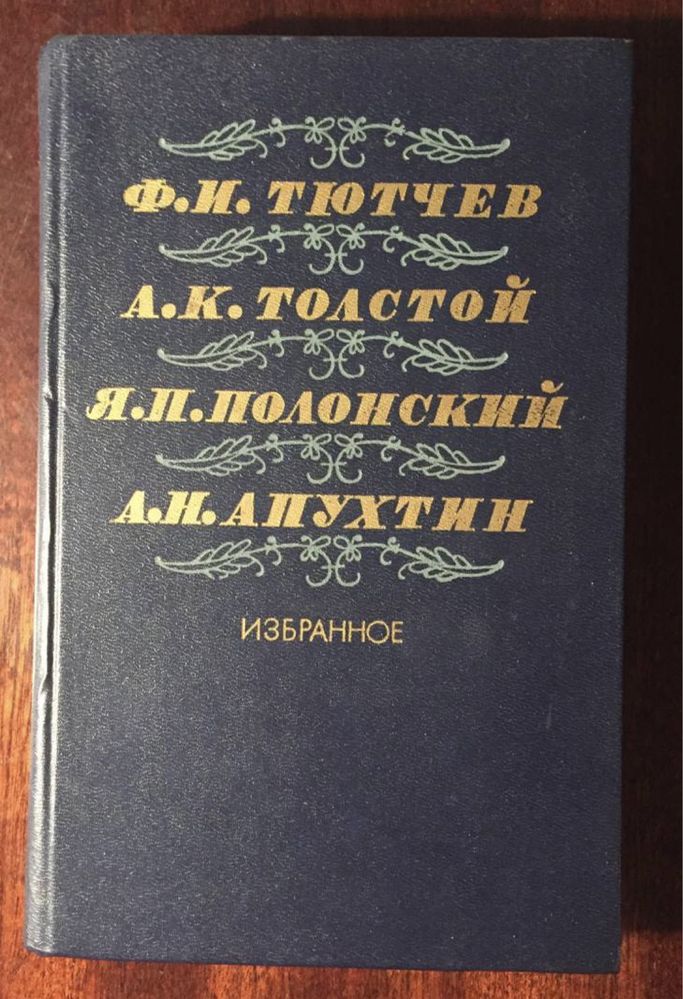 Ф.И. ТЮТЧЕВ
А.К. ТОЛСТОЙ
Я.П. ПОЛОНСКИЙ
А.Н. АПУХТИН
ИЗБРАННОЕ